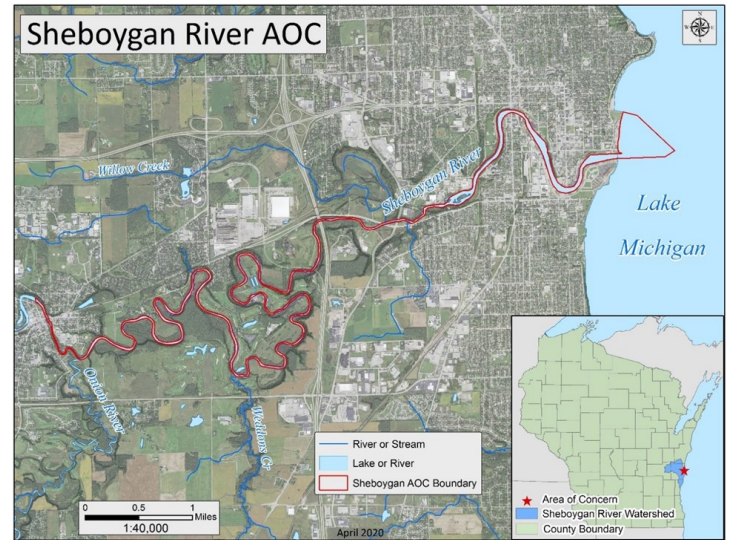 Sheboygan River AOC
N
Willow Creek
Sheboygan River
Lake
Michigan
Onion River
Weedans Cr
River or Stream
Lake or River
Sheboygan AOC Boundary
0 0.5 1
Miles
1:40,000
April 2020
Area of Concern
Sheboygan River Watershed
County Boundary